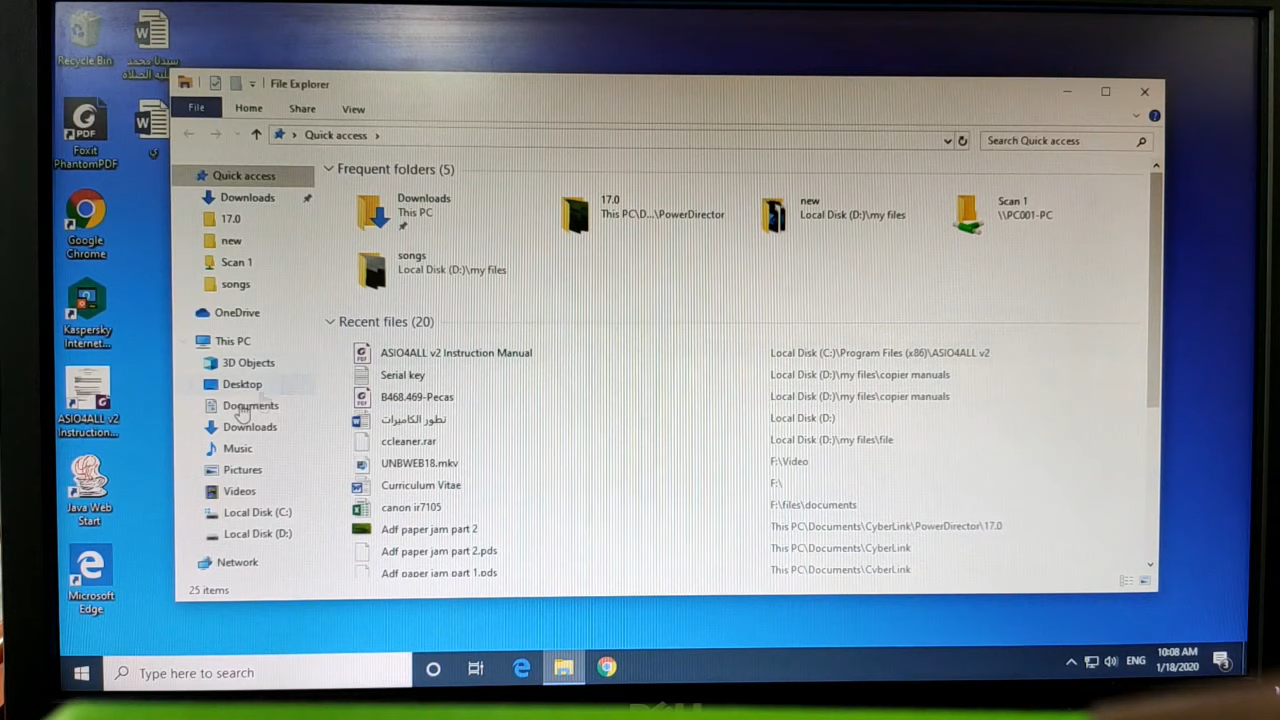 Recycle Bin
سيدنا محمد
Foxit
PhantomPDF
Google
Chrome
Kaspersky
Internet...
ASIO4ALL v2
Instruction...
Java Web
Start
Microsoft
Edge
File Explorer
File
Home
Share
View
Quick access
Search Quick access
Quick access
Downloads
17.0
new
Scan 1
songs
OneDrive
This PC
3D Objects
Desktop
Documents
Downloads
Music
Pictures
Videos
Local Disk (C:)
Local Disk (D:)
Network
Frequent folders (5)
Downloads
This PC
17.0
This PC\D...\PowerDirector
new
Local Disk (D:)\my files
Scan 1
\\PC001-PC
songs
Local Disk (D:)\my files
Recent files (20)
ASIO4ALL v2 Instruction Manual
Local Disk (C:)\Program Files (x86)\ASIO4ALL v2
Serial key
Local Disk (D:)\my files\copier manuals
B468.469-Pecas
Local Disk (D:)\my files\copier manuals
تطور الكاميرات
Local Disk (D:)
ccleaner.rar
Local Disk (D:)\my files\file
UNBWEB18.mkv
F:\Video
Curriculum Vitae
F:\
canon ir7105
F:\files\documents
Adf paper jam part 2
This PC\Documents\CyberLink\PowerDirector\17.0
Adf paper jam part 2.pds
This PC\Documents\CyberLink
Adf paper jam part 1.pds
This PC\Documents\CyberLink
25 items
Type here to search
ENG
10:08 AM
1/18/2020
3